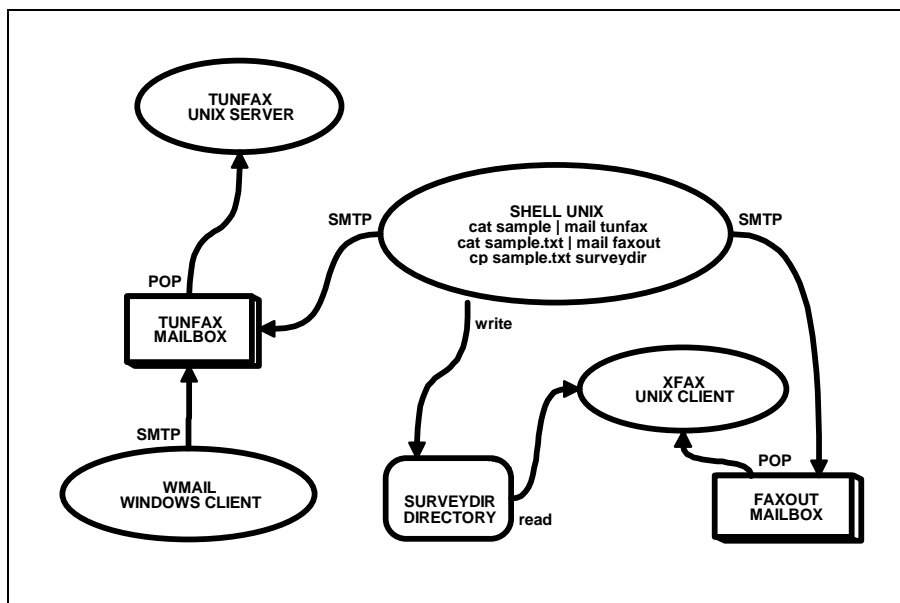 TUNFAX
UNIX SERVER
SHELL UNIX
cat sample | mail tunfax
cat sample.txt | mail faxout
cp sample.txt surveydir
SMTP
SMTP
POP
TUNFAX
MAILBOX
write
XFAX
UNIX CLIENT
SMTP
WMAIL
WINDOWS CLIENT
SURVEYDIR
DIRECTORY
read
POP
FAXOUT
MAILBOX